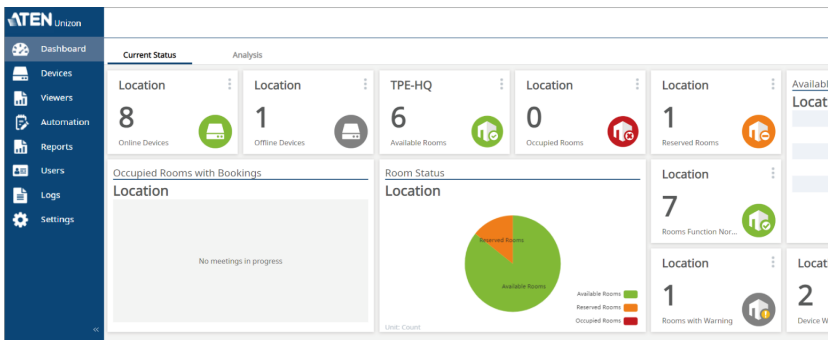 ATEN Unizon
Dashboard
Devices
Viewers
Automation
Reports
Users
Logs
Settings
«
Current Status
Analysis
Location
8
Online Devices
Location
1
Offline Devices
TPE-HQ
6
Available Rooms
Location
0
Occupied Rooms
Location
1
Reserved Rooms
Availabl
Locat
Occupied Rooms with Bookings
Location
No meetings in progress
Room Status
Location
Reserved Rooms
Available Rooms
Available Rooms
Reserved Rooms
Occupied Rooms
Unit: Count
Location
7
Rooms Function Nor...
Location
1
Rooms with Warning
Locat
2
Device W